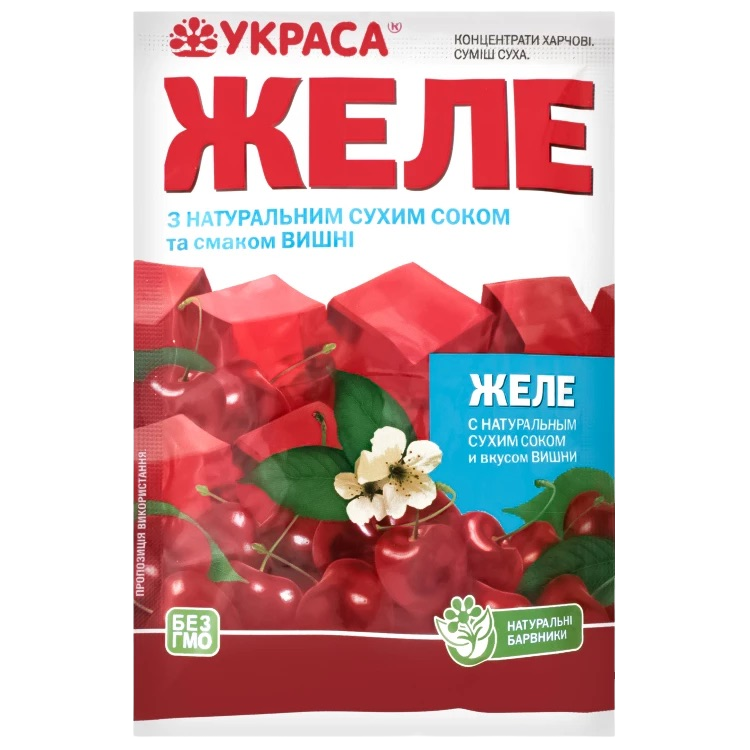 УКРАСА®
КОНЦЕНТРАТИ ХАРЧОВІ.
СУМІШ СУХА.
ЖЕЛЕ
З НАТУРАЛЬНИМ СУХИМ СОКОМ
та смаком ВИШНІ
ЖЕЛЕ
С НАТУРАЛЬНЫМ
СУХИМ СОКОМ
и вкусом ВИШНИ
ПРОПОЗИЦІЯ ВИКОРИСТАННЯ.
БЕЗ
ГМО
НАТУРАЛЬНІ
БАРВНИКИ